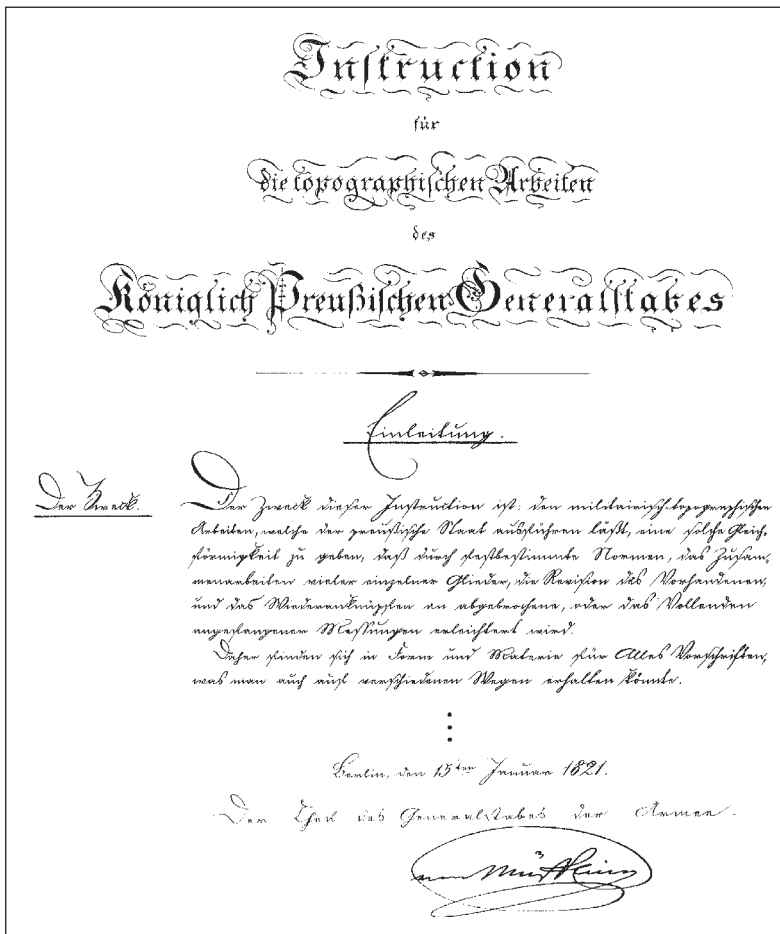 Instruction
für
die topographischen Arbeiten
des
Königlich Preußischen Generalstabes
Einleitung.
Der Zweck.
Der Zweck dieser Instruction ist: den militairisch-topographischen
Arbeiten, welche der preußische Staat ausführen läßt, eine solche Gleich-
förmigkeit zu geben, daß durch festbestimmte Normen, das Zusam-
menarbeiten vieler einzelner Glieder, die Revision des Vorhandenen,
und das Wiederanknüpfen an abgebrochene, oder das Vollenden
angefangener Messungen erleichtert wird.
Daher finden sich in Form und Materie für Alles Vorschriften,
was man auch auf verschiedenen Wegen erhalten könnte.
Berlin, den 15ten Januar 1821.
Der Chef des Generalstabes der Armee.
von Müffling